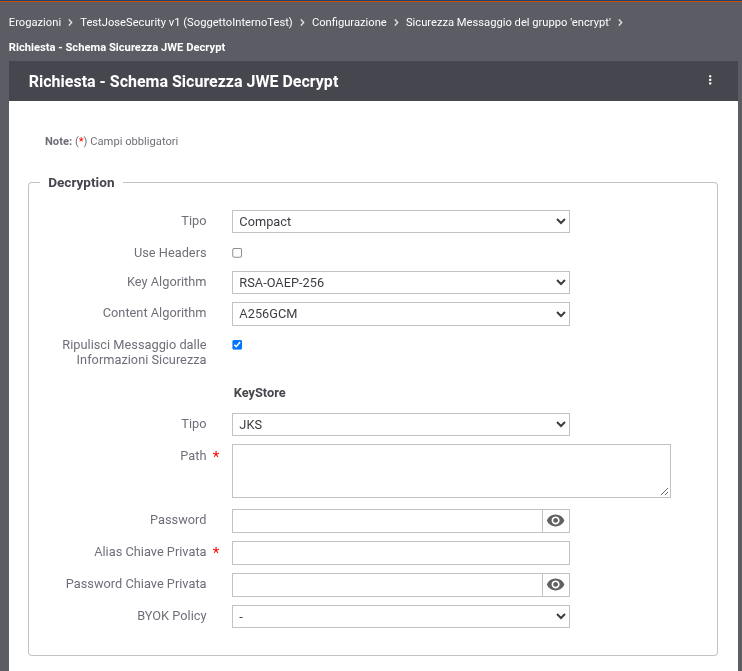 Erogazioni > TestJoseSecurity v1 (SoggettoInternoTest) > Configurazione > Sicurezza Messaggio del gruppo 'encrypt' >
Richiesta - Schema Sicurezza JWE Decrypt
Richiesta - Schema Sicurezza JWE Decrypt
Note: (*) Campi obbligatori
Decryption
Tipo Compact
Use Headers
Key Algorithm RSA-OAEP-256
Content Algorithm A256GCM
Ripulisci Messaggio dalle
Informazioni Sicurezza
KeyStore
Tipo JKS
Path *
Password
Alias Chiave Privata *
Password Chiave Privata
BYOK Policy -